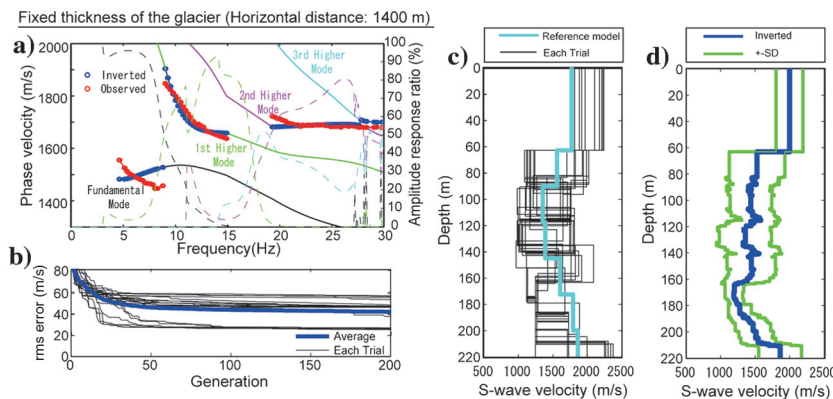 Fixed thickness of the glacier (Horizontal distance: 1400 m)
a)
Phase velocity (m/s)
2000
1900
1800
1700
1600
1500
1400
1300
Inverted
Observed
3rd Higher
Mode
2nd Higher
Mode
1st Higher
Mode
Fundamental
Mode
100
90
80
70
60
50
40
30
20
10
0
Amplitude response ratio (%)
0 5 10 15 20 25 30
Frequency(Hz)
b)
rms error (m/s)
80
60
40
20
0
Average
Each Trial
0 50 100 150 200
Generation
c)
Reference model
Each Trial
Depth (m)
0
20
40
60
80
100
120
140
160
180
200
220
500 1000 1500 2000 2500
S-wave velocity (m/s)
d)
Inverted
+-SD
Depth (m)
0
20
40
60
80
100
120
140
160
180
200
220
500 1000 1500 2000 2500
S-wave velocity (m/s)